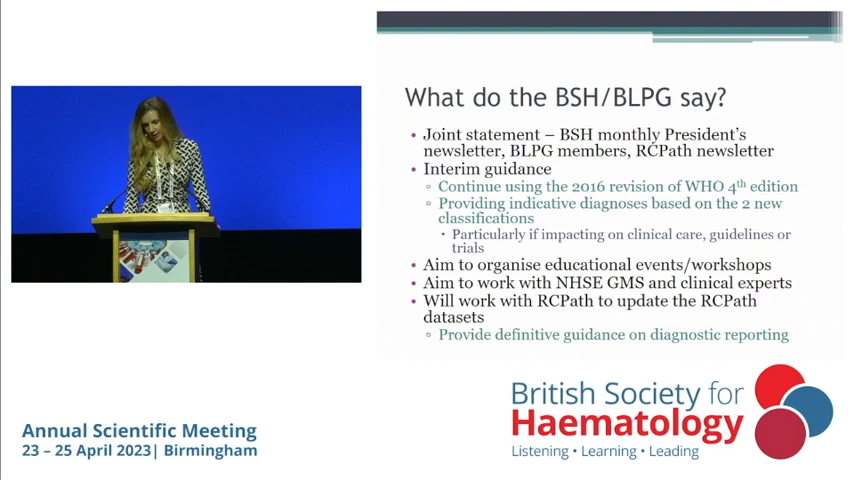 What do the BSH/BLPG say?
• Joint statement – BSH monthly President's
newsletter, BLPG members, RCPath newsletter
• Interim guidance
▫ Continue using the 2016 revision of WHO 4th edition
▫ Providing indicative diagnoses based on the 2 new
classifications
Particularly if impacting on clinical care, guidelines or
trials
• Aim to organise educational events/workshops
• Aim to work with NHSE GMS and clinical experts
• Will work with RCPath to update the RCPath
datasets
▫ Provide definitive guidance on diagnostic reporting
British Society for
Haematology
Listening • Learning • Leading
Annual Scientific Meeting
23 – 25 April 2023| Birmingham